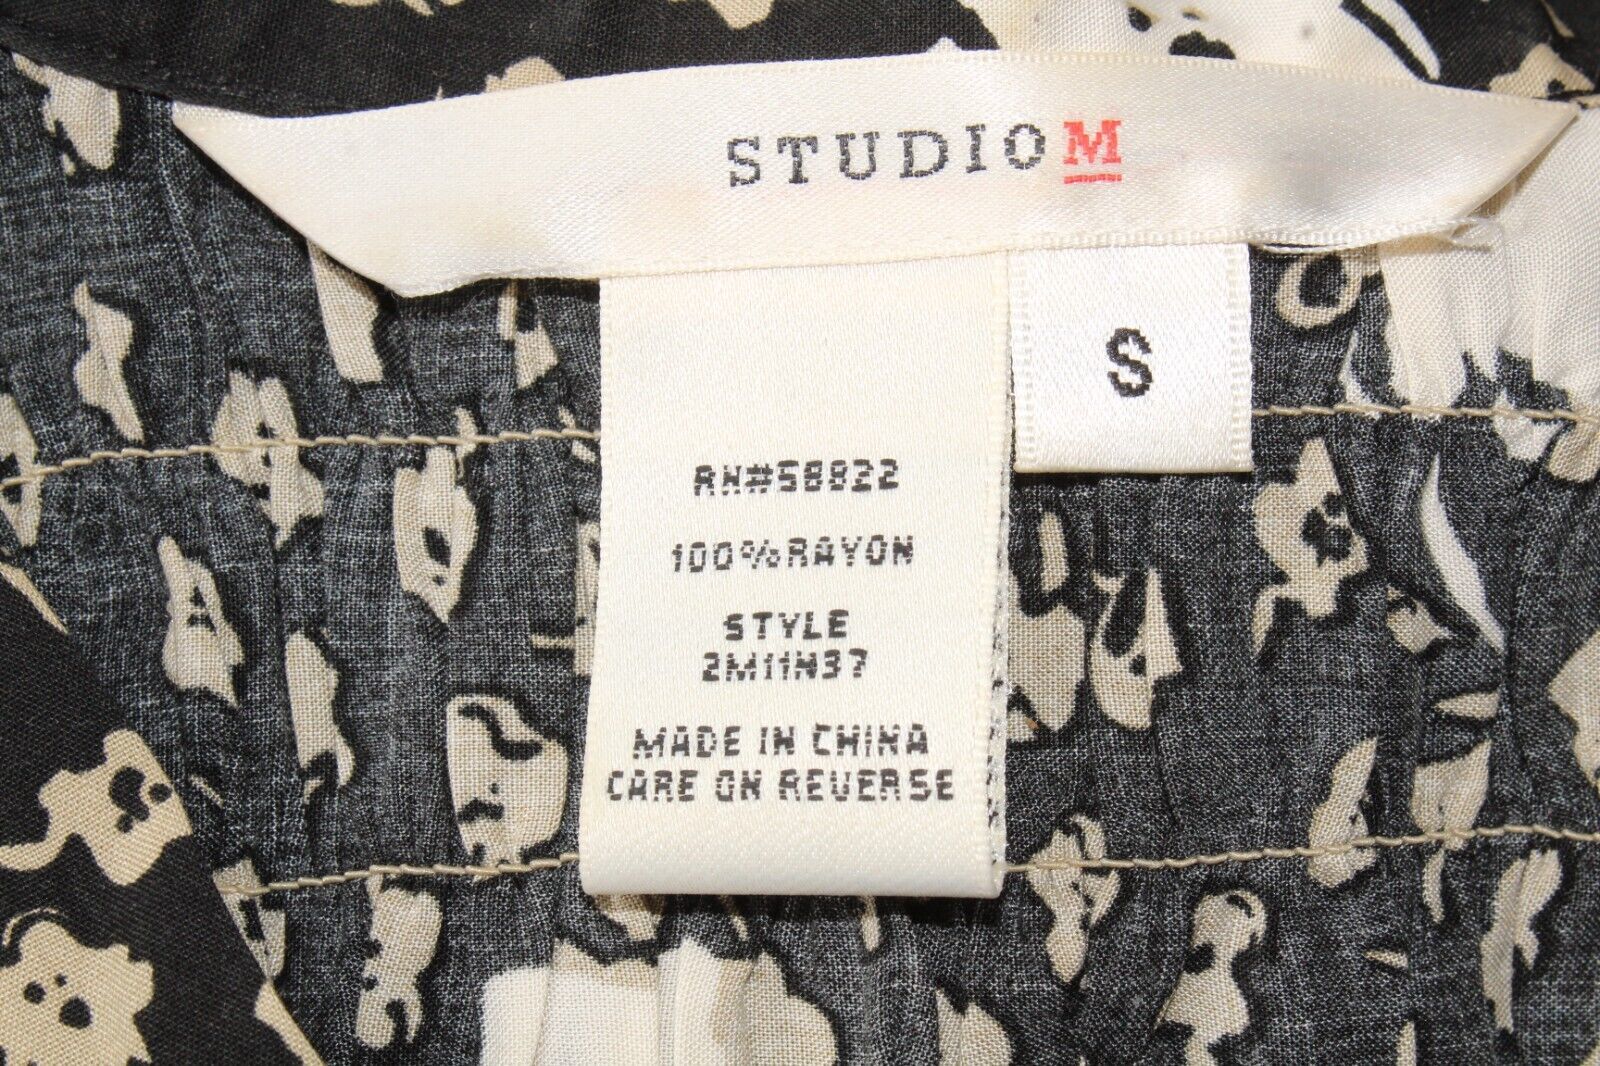 STUDIO M
S
RN#58822
100% RAYON
STYLE
2M11N37
MADE IN CHINA
CARE ON REVERSE